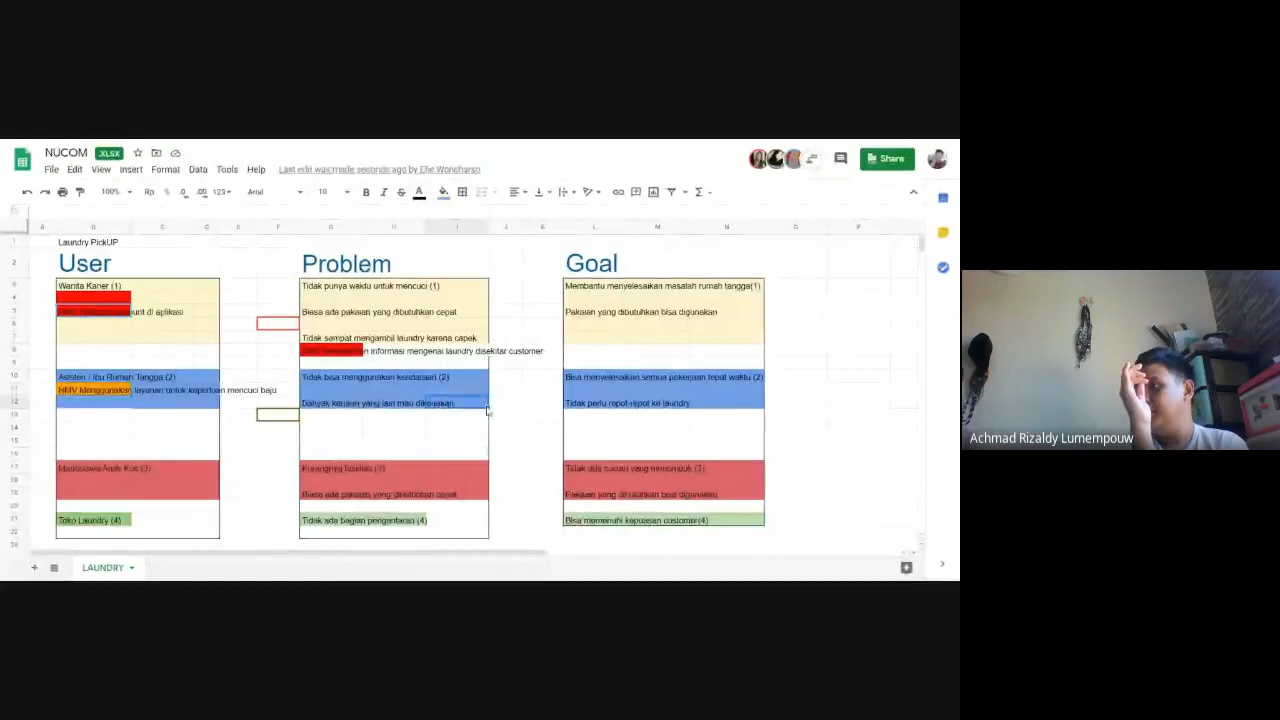 NUCOM .XLSX
File Edit View Insert Format Data Tools Help Last edit was made seconds ago by Elie Woncharso
Share
100% Rp % .0 .00 123 Arial 10 B I S A
Laundry PickUP
User Problem Goal
Wanita Karier (1) Tidak punya waktu untuk mencuci (1) Membantu menyelesaikan masalah rumah tangga(1)
di aplikasi Biasa ada pakaian yang dibutuhkan cepat Pakaian yang dibutuhkan bisa digunakan
Tidak sempat mengambil laundry karena capek
informasi mengenai laundry disekitar customer
Asisten / Ibu Rumah Tangga (2) Tidak bisa menggunakan kendaraan (2) Bisa menyelesaikan semua pekerjaan tepat waktu (2)
HMV Menggunakan layanan untuk keperluan mencuci baju
Banyak kerjaan yang lain mau dikerjakan Tidak perlu repot-repot ke laundry
Mahasiswa Anak Kos (3) Kurangnya fasilitas (3) Tidak ada cucian yang menumpuk (3)
Biasa ada pakaian yang dibutuhkan cepat Pakaian yang dibutuhkan bisa digunakan
Toko Laundry (4) Tidak ada bagian pengantaran (4) Bisa memenuhi kepuasan customer(4)
LAUNDRY
Achmad Rizaldy Lumempouw